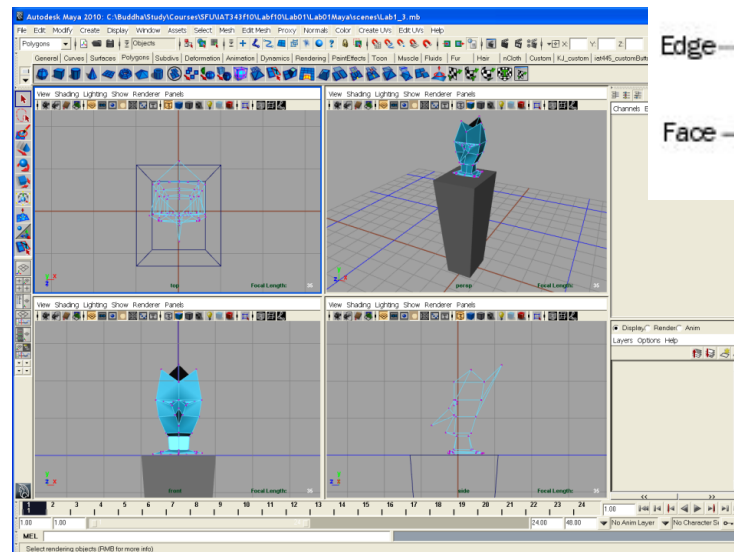 Autodesk Maya 2010: C:\Buddha\Study\Courses\SFU\IAT343f10\Labf10\Lab01\Lab01Maya\scenes\Lab1_3.mb
File Edit Modify Create Display Window Assets Select Mesh Edit Mesh Proxy Normals Color Create UVs Edit UVs Help
Polygons Objects X: Y: Z:
General Curves Surfaces Polygons Subdivs Deformation Animation Dynamics Rendering PaintEffects Toon Muscle Fluids Fur Hair nCloth Custom KJ_custom iat445_customButt
Edge
Face
View Shading Lighting Show Renderer Panels
View Shading Lighting Show Renderer Panels
Channels E
top Focal Length: 35
persp Focal Length: 35
View Shading Lighting Show Renderer Panels
View Shading Lighting Show Renderer Panels
Display Render Anim
Layers Options Help
front Focal Length: 35
side Focal Length: 35
1 2 3 4 5 6 7 8 9 10 11 12 13 14 15 16 17 18 19 20 21 22 23 24 1.00
1.00 1.00 24.00 48.00 No Anim Layer No Character S
MEL
Select rendering objects (RMB for more info)